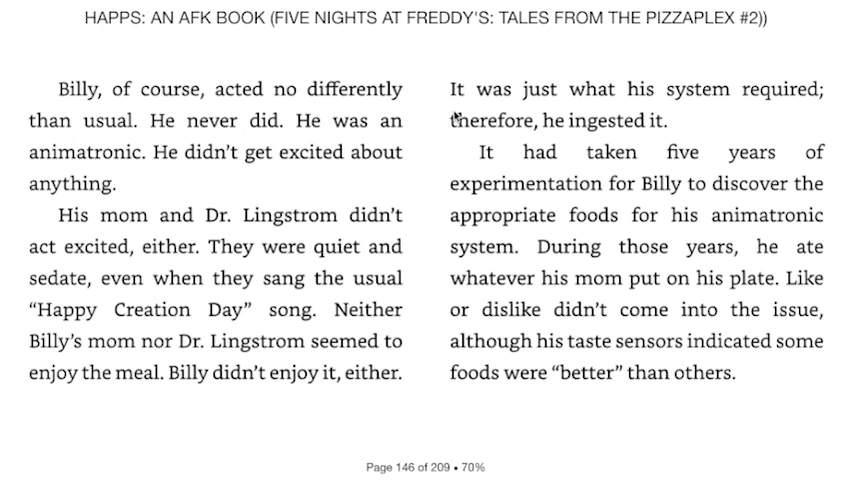 HAPPS: AN AFK BOOK (FIVE NIGHTS AT FREDDY'S: TALES FROM THE PIZZAPLEX #2))
Billy, of course, acted no differently
than usual. He never did. He was an
animatronic. He didn’t get excited about
anything.
His mom and Dr. Lingstrom didn’t
act excited, either. They were quiet and
sedate, even when they sang the usual
“Happy Creation Day” song. Neither
Billy’s mom nor Dr. Lingstrom seemed to
enjoy the meal. Billy didn’t enjoy it, either.
It was just what his system required;
therefore, he ingested it.
It had taken five years of
experimentation for Billy to discover the
appropriate foods for his animatronic
system. During those years, he ate
whatever his mom put on his plate. Like
or dislike didn’t come into the issue,
although his taste sensors indicated some
foods were “better” than others.
Page 146 of 209 • 70%